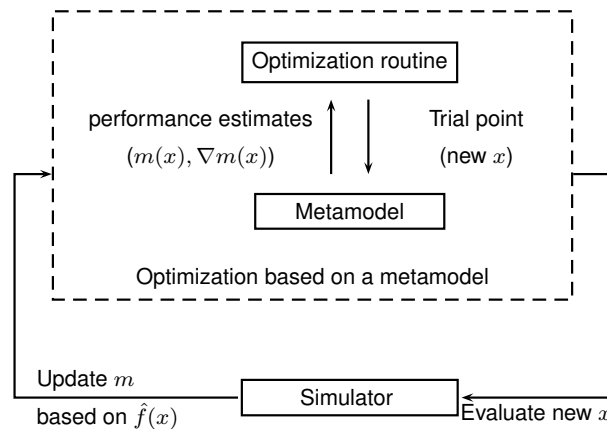 Optimization routine
performance estimates
(m(x), ∇m(x))
Trial point
(new x)
Metamodel
Optimization based on a metamodel
Update m
based on f̂(x)
Simulator
Evaluate new x